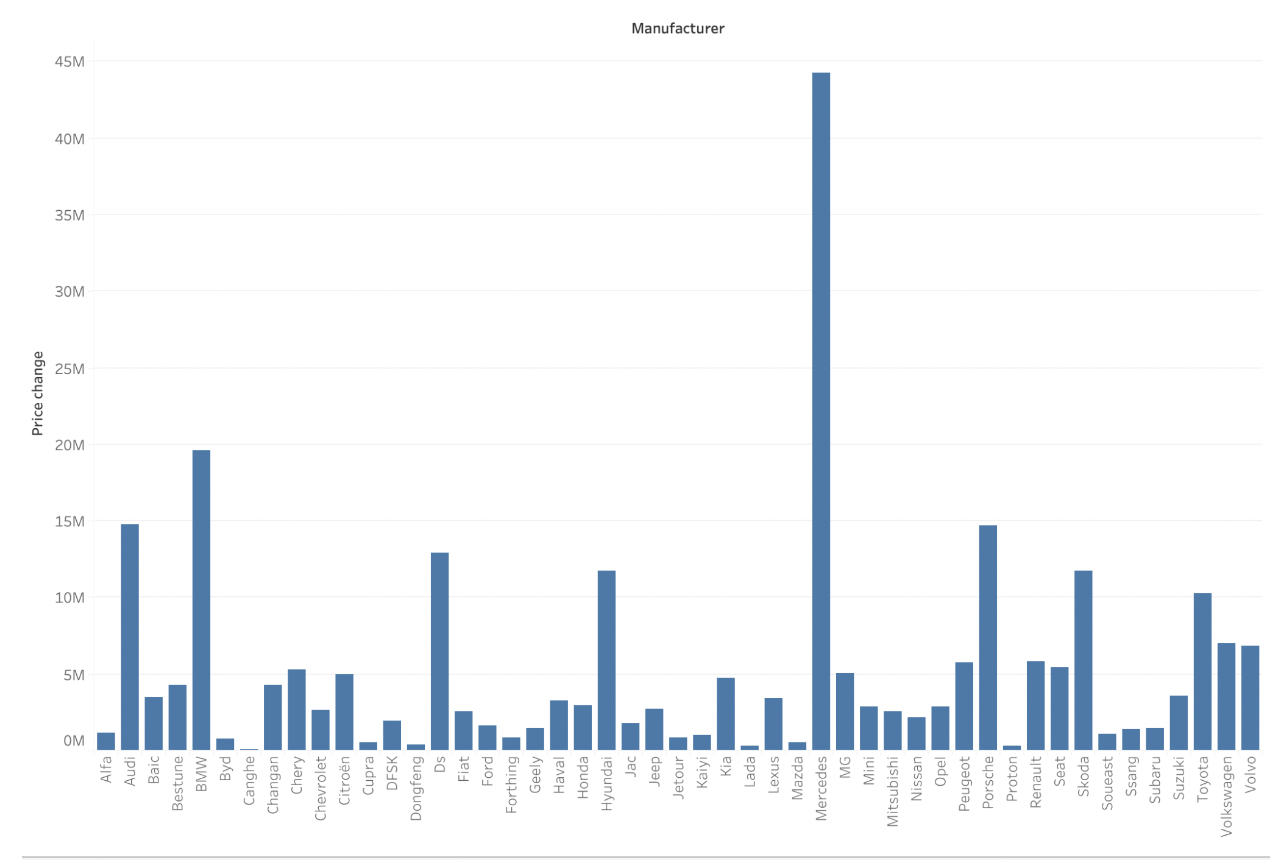 Manufacturer
45M
40M
35M
30M
25M
20M
15M
10M
5M
0M
Price change
Alfa
Audi
Baic
Bestune
BMW
Byd
Canghe
Changan
Chery
Chevrolet
Citroën
Cupra
DFSK
Dongfeng
Ds
Fiat
Ford
Forthing
Geely
Haval
Honda
Hyundai
Jac
Jeep
Jetour
Kaiyi
Kia
Lada
Lexus
Mazda
Mercedes
MG
Mini
Mitsubishi
Nissan
Opel
Peugeot
Porsche
Proton
Renault
Seat
Skoda
Soueast
Ssang
Subaru
Suzuki
Toyota
Volkswagen
Volvo